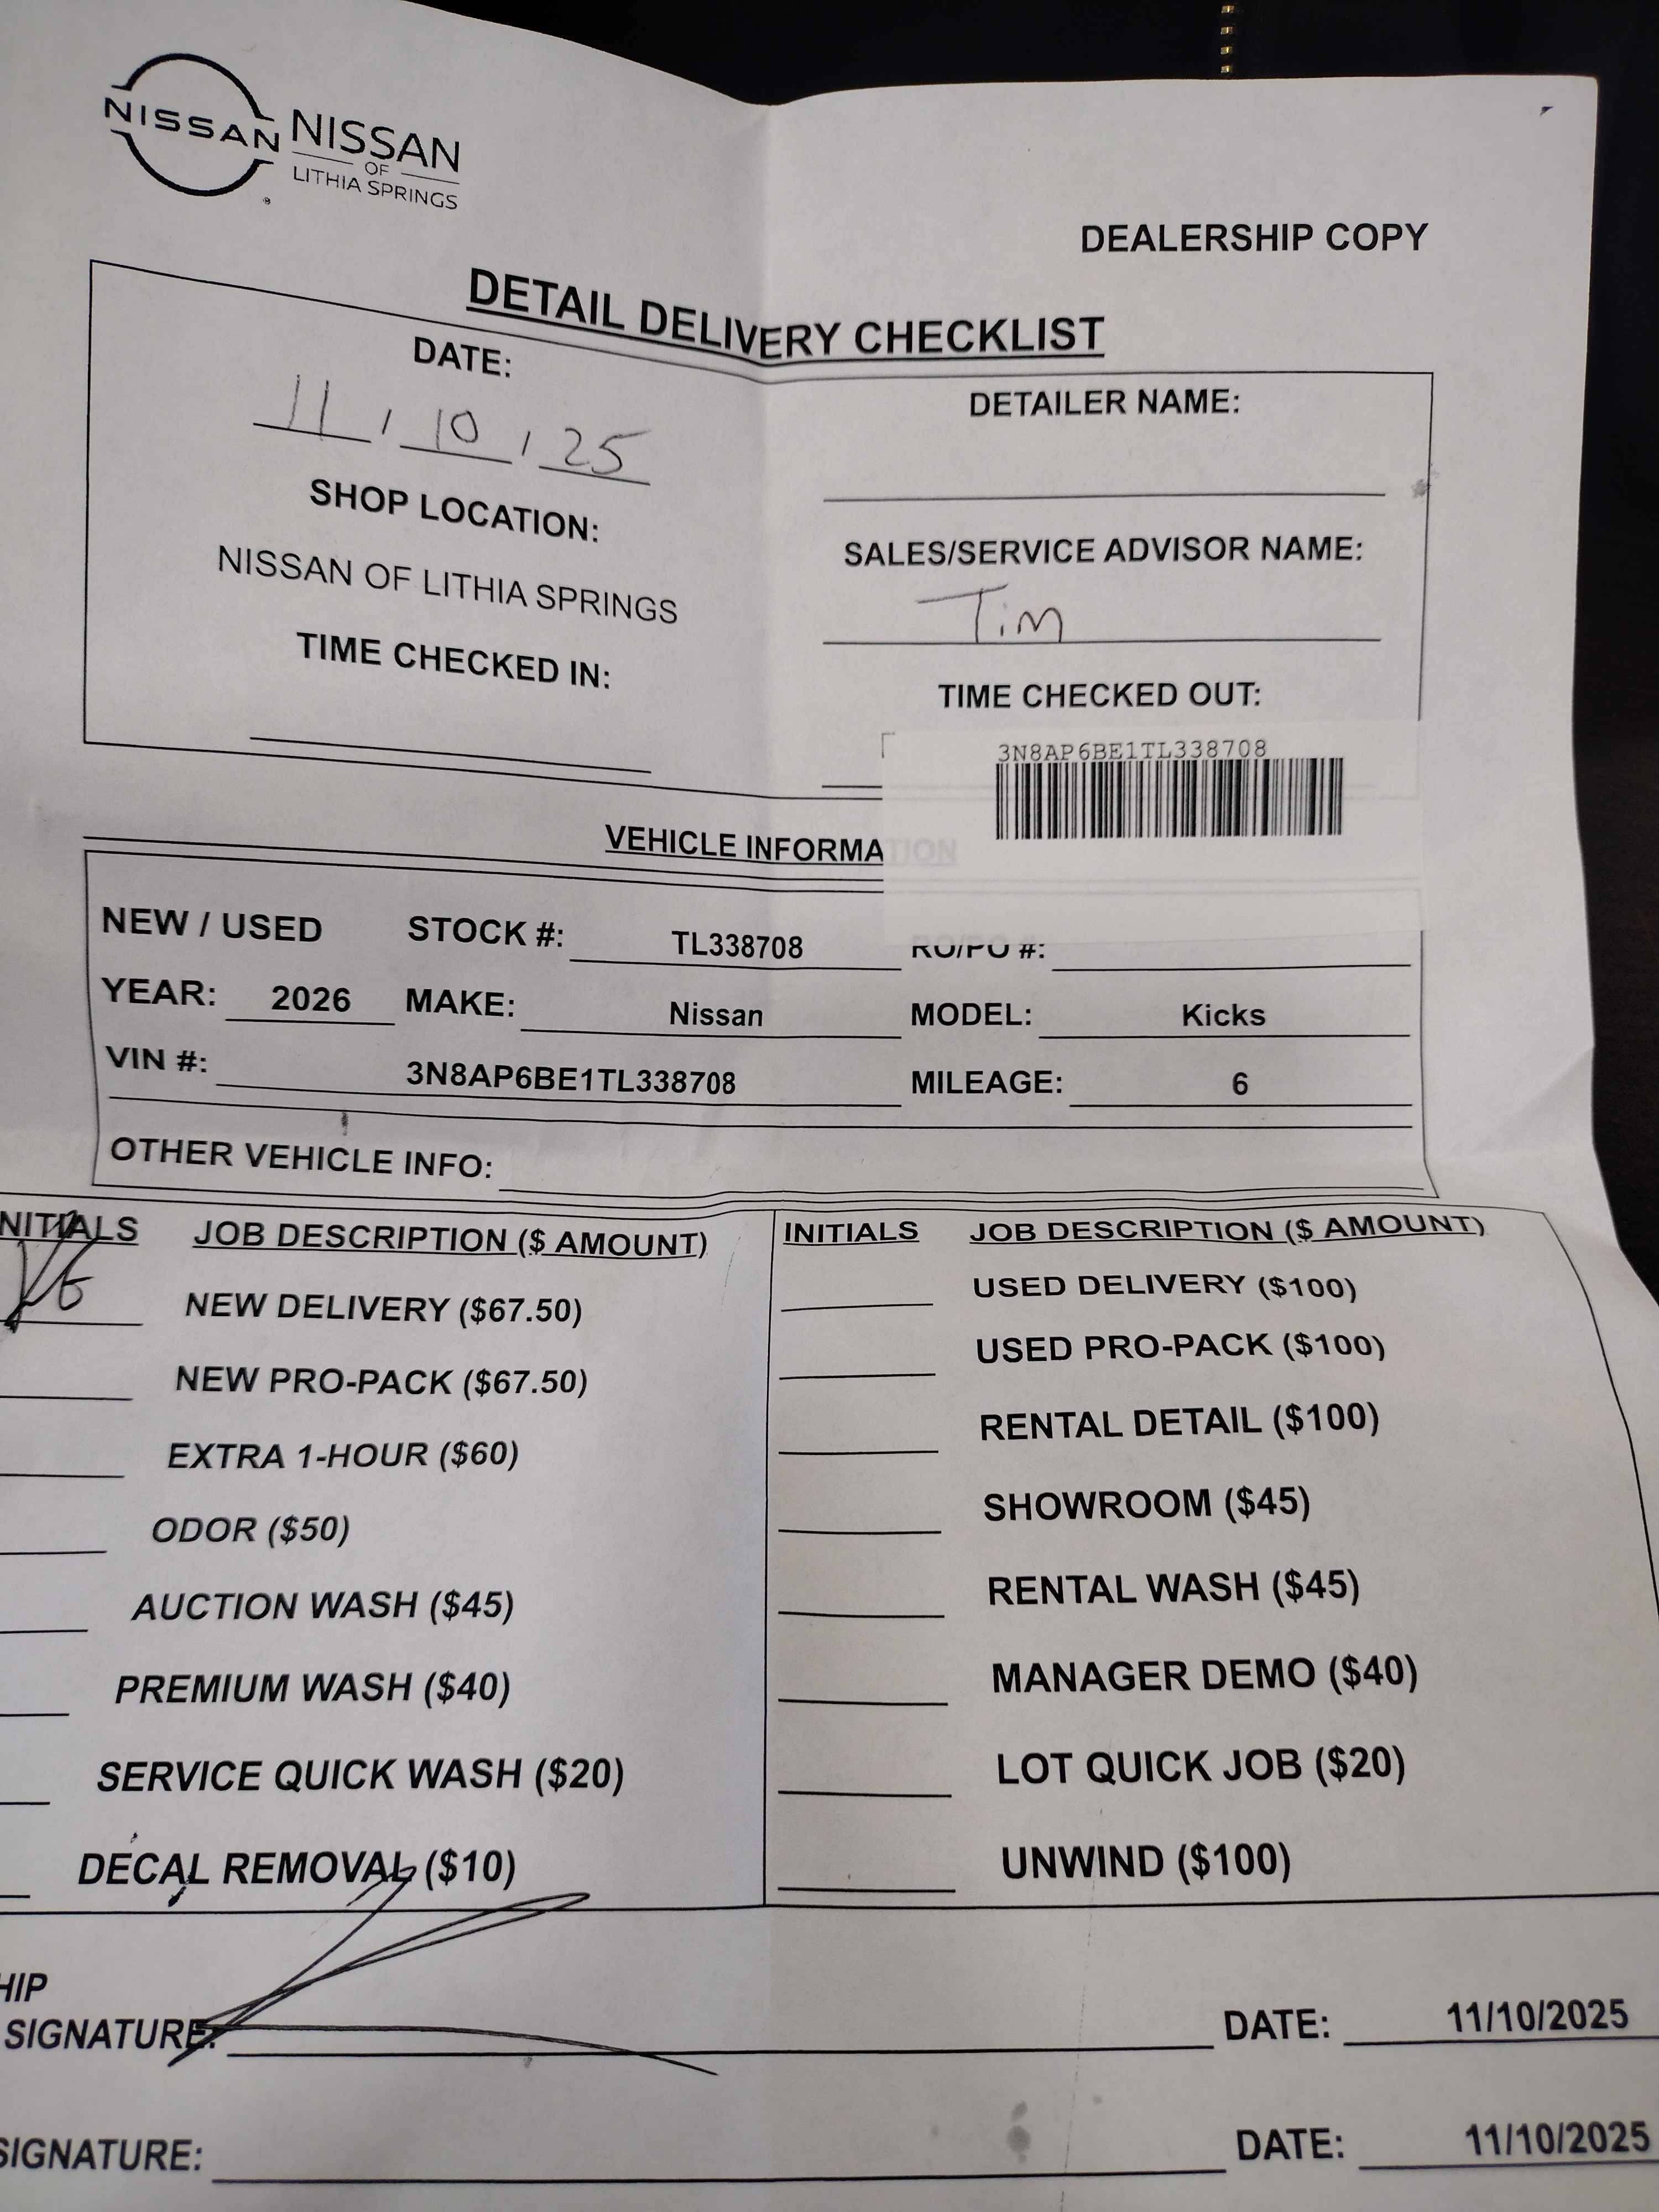 NISSAN NISSAN
OF
LITHIA SPRINGS
DEALERSHIP COPY
DETAIL DELIVERY CHECKLIST
DATE:
11 / 10 / 25
DETAILER NAME:
SHOP LOCATION:
NISSAN OF LITHIA SPRINGS
SALES/SERVICE ADVISOR NAME:
Tim
TIME CHECKED IN:
TIME CHECKED OUT:
3N8AP6BE1TL338708
VEHICLE INFORMATION
NEW / USED STOCK #: TL338708 RO/PO #:
YEAR: 2026 MAKE: Nissan MODEL: Kicks
VIN #: 3N8AP6BE1TL338708 MILEAGE: 6
OTHER VEHICLE INFO:
NITIALS JOB DESCRIPTION ($ AMOUNT) INITIALS JOB DESCRIPTION ($ AMOUNT)
NEW DELIVERY ($67.50) USED DELIVERY ($100)
NEW PRO-PACK ($67.50) USED PRO-PACK ($100)
EXTRA 1-HOUR ($60) RENTAL DETAIL ($100)
ODOR ($50) SHOWROOM ($45)
AUCTION WASH ($45) RENTAL WASH ($45)
PREMIUM WASH ($40) MANAGER DEMO ($40)
SERVICE QUICK WASH ($20) LOT QUICK JOB ($20)
DECAL REMOVAL ($10) UNWIND ($100)
HIP
SIGNATURE: DATE: 11/10/2025
SIGNATURE: DATE: 11/10/2025